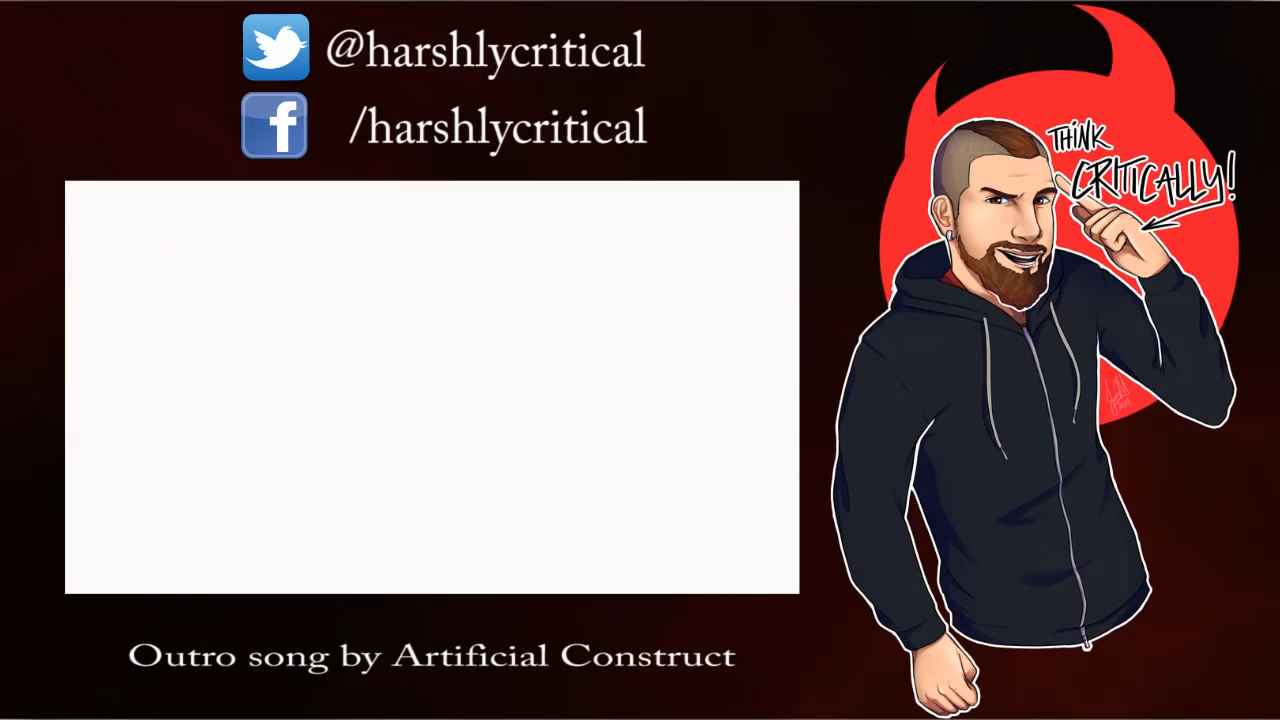 @harshlycritical
/harshlycritical
THINK
CRITICALLY!
Outro song by Artificial Construct